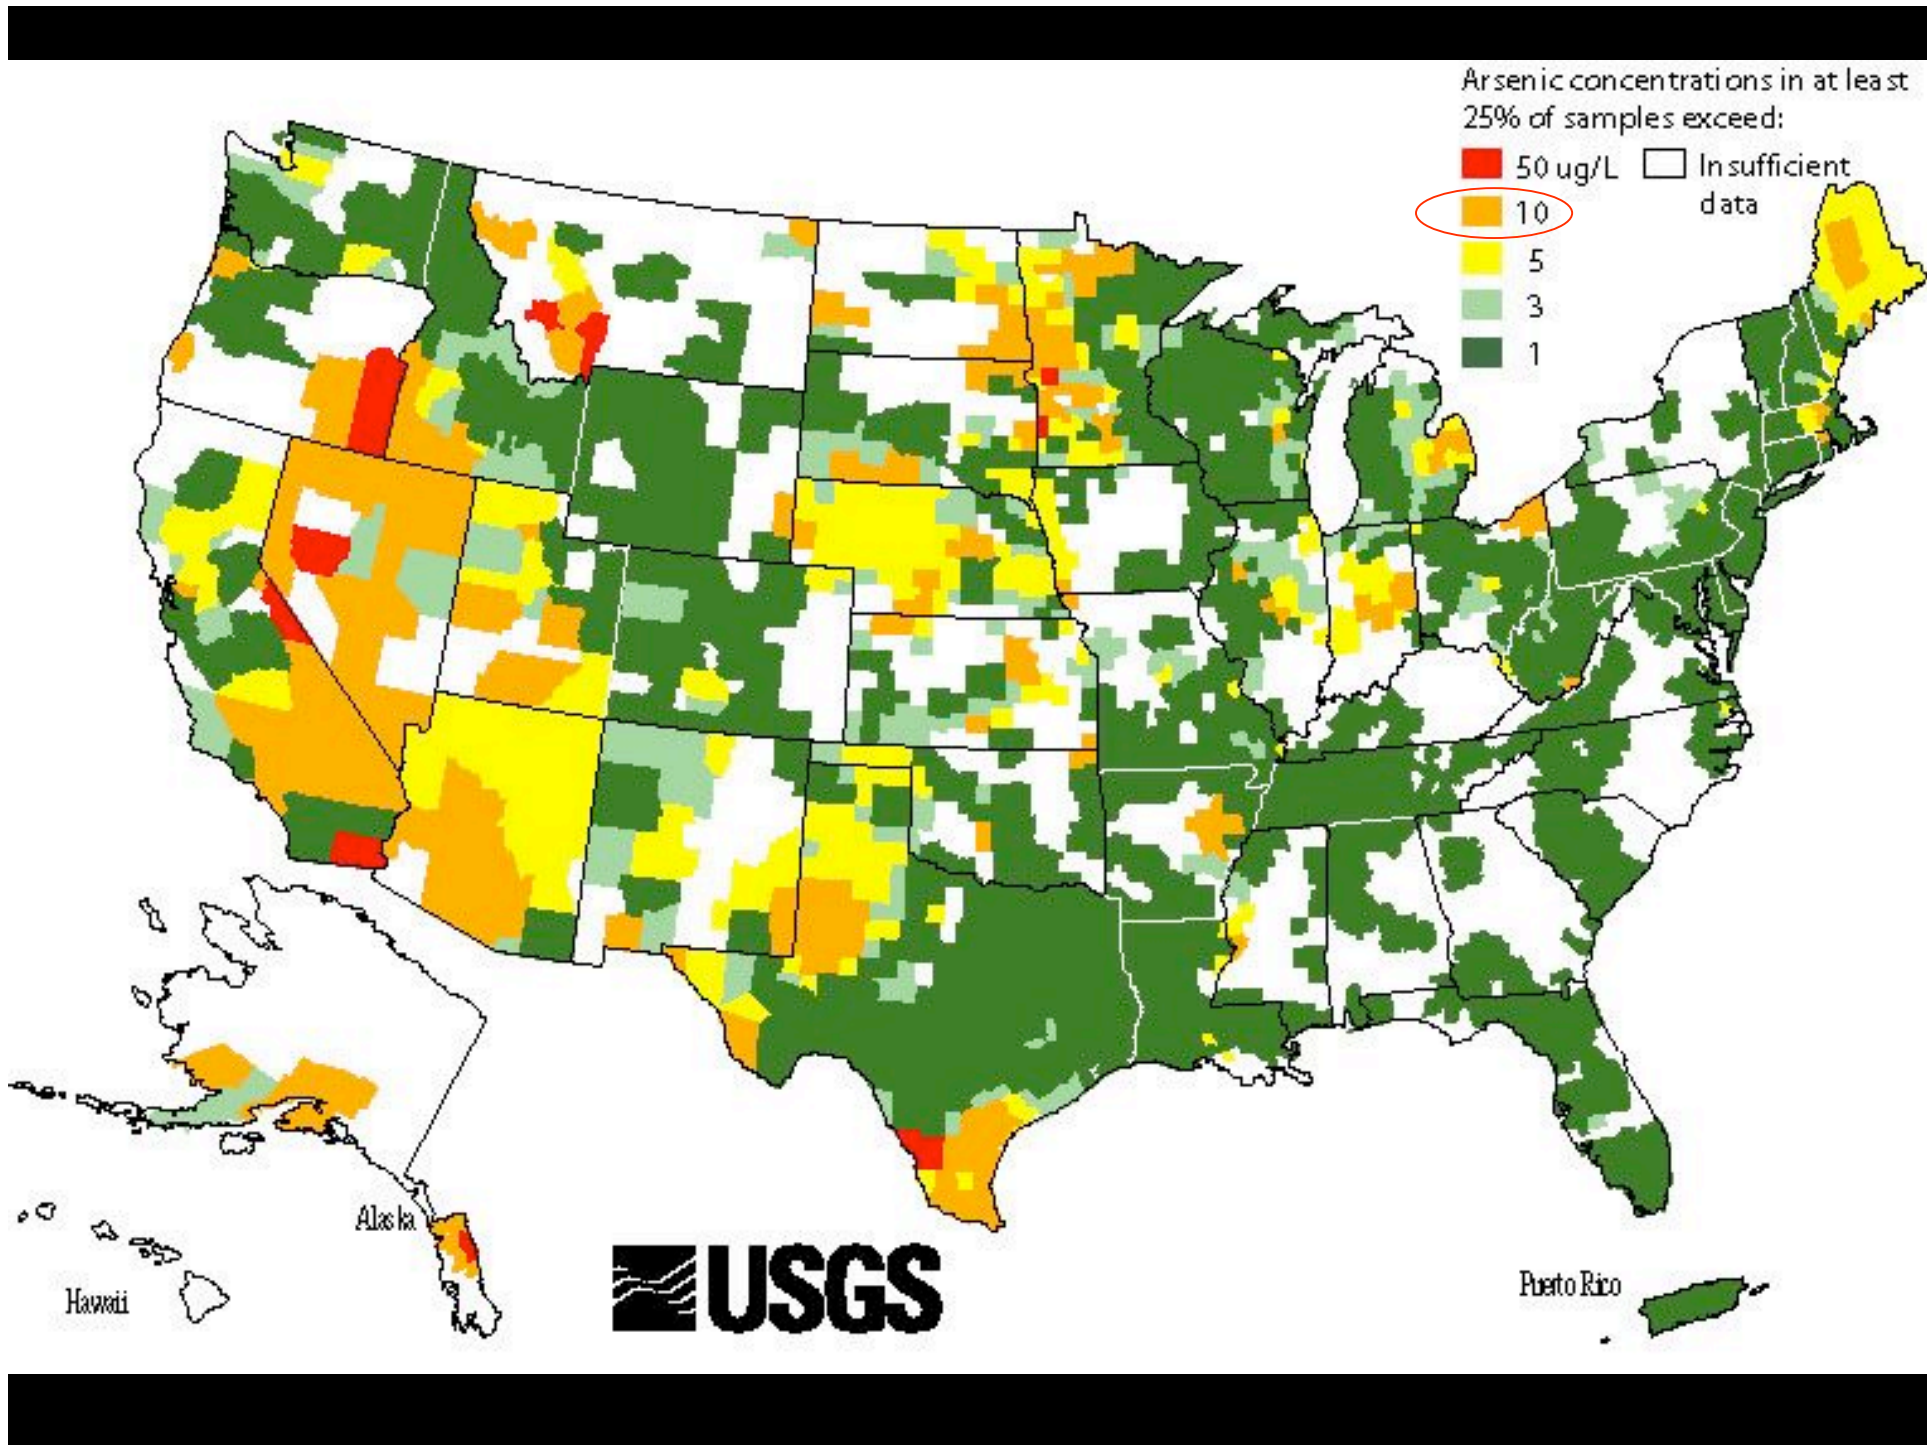 Arsenic concentrations in at least
25% of samples exceed:
50 ug/L
Insufficient
data
10
5
3
1
Alaska
Hawaii
USGS
Puerto Rico